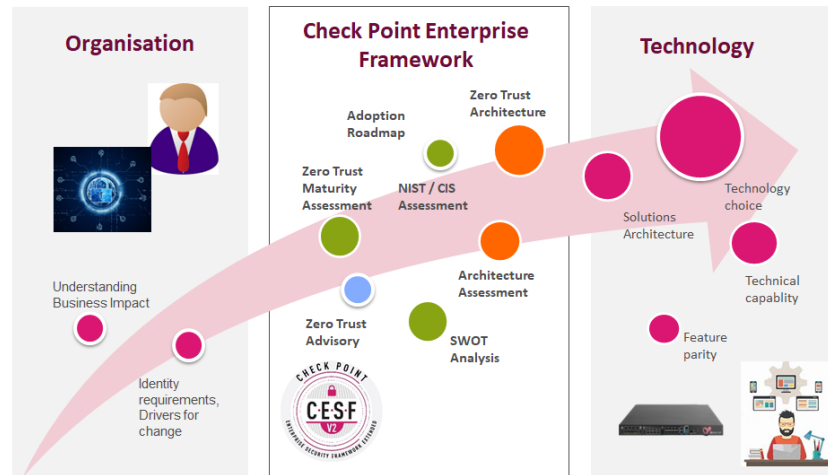 Organisation
Understanding
Business Impact
Identity
requirements,
Drivers for
change
Check Point Enterprise
Framework
Adoption
Roadmap
Zero Trust
Architecture
Zero Trust
Maturity
Assessment
NIST / CIS
Assessment
Architecture
Assessment
Zero Trust
Advisory
SWOT
Analysis
CHECK POINT
C·E·S·F
V2
ENTERPRISE SECURITY FRAMEWORK EXTENDED
Technology
Solutions
Architecture
Technology
choice
Technical
capablity
Feature
parity